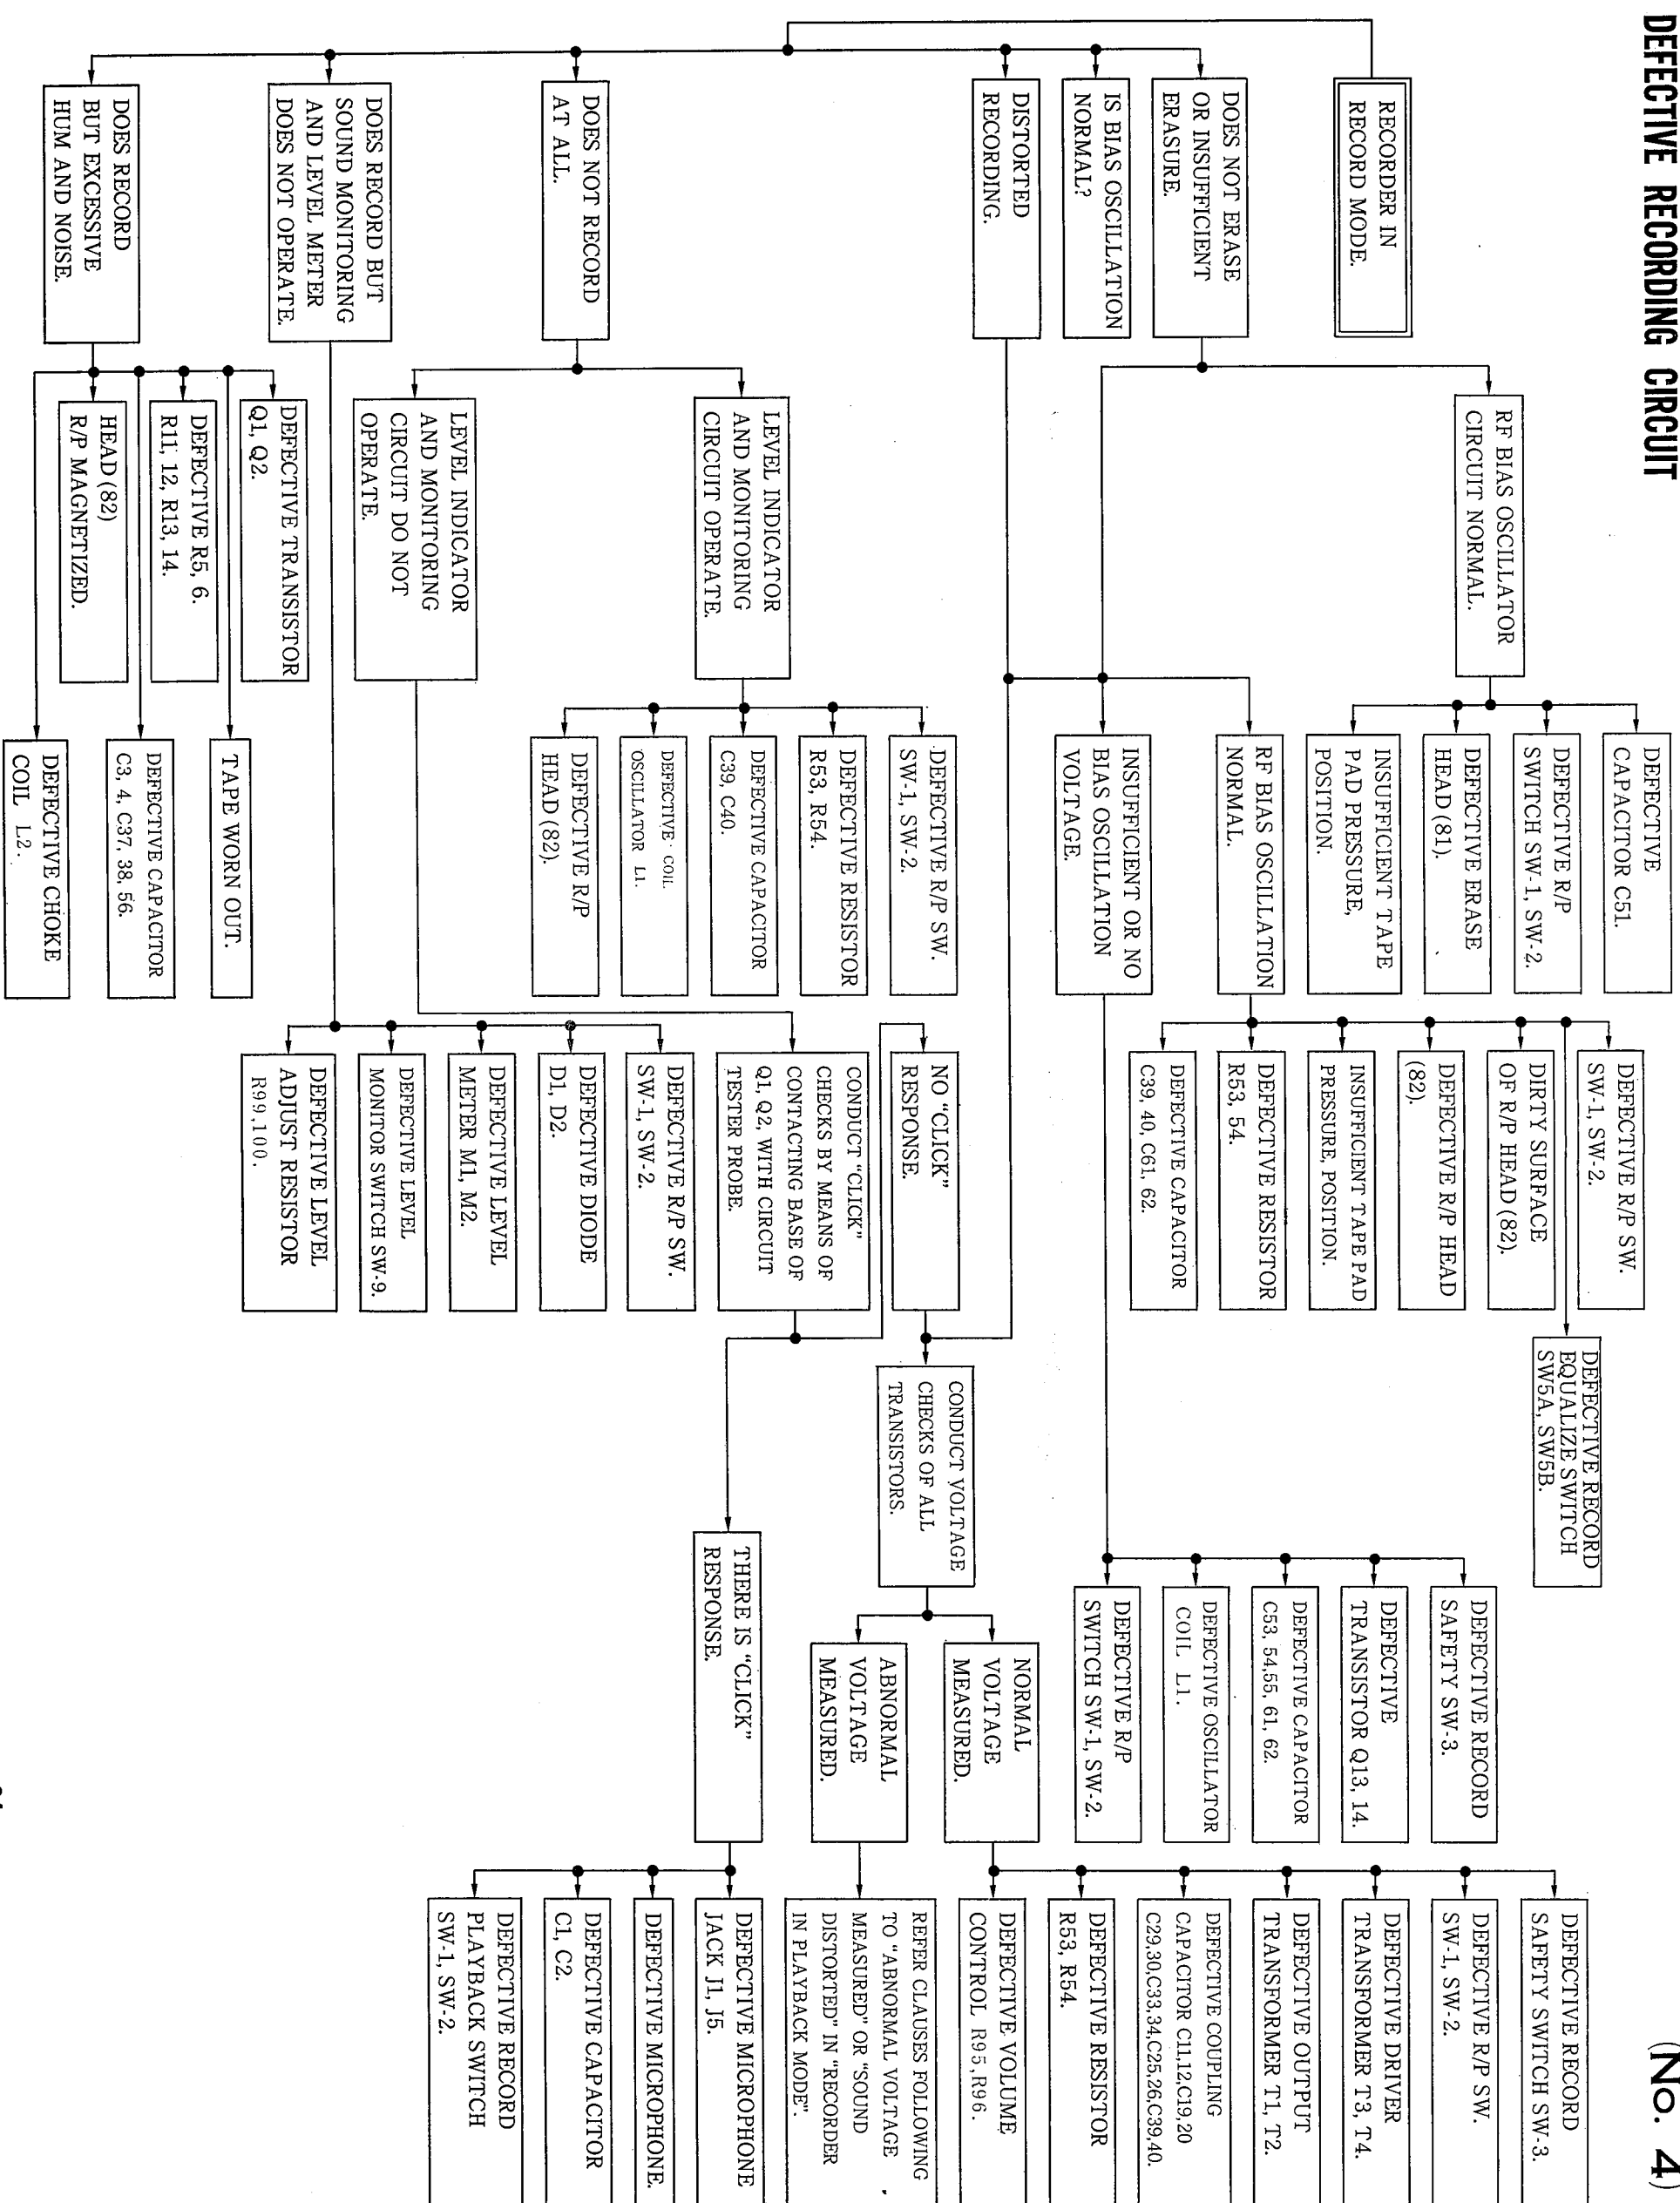 DEFECTIVE RECORDING CIRCUIT
(No. 4)
RECORDER IN
RECORD MODE.
DOES NOT ERASE
OR INSUFFICIENT
ERASURE.
IS BIAS OSCILLATION
NORMAL?
DISTORTED
RECORDING.
DOES NOT RECORD
AT ALL.
DOES RECORD BUT
SOUND MONITORING
AND LEVEL METER
DOES NOT OPERATE.
DOES RECORD
BUT EXCESSIVE
HUM AND NOISE.
RF BIAS OSCILLATOR
CIRCUIT NORMAL.
LEVEL INDICATOR
AND MONITORING
CIRCUIT OPERATE.
LEVEL INDICATOR
AND MONITORING
CIRCUIT DO NOT
OPERATE.
DEFECTIVE TRANSISTOR
Q1, Q2.
DEFECTIVE R5, 6.
R11, 12, R13, 14.
HEAD (82)
R/P MAGNETIZED.
DEFECTIVE
CAPACITOR C51.
DEFECTIVE R/P
SWITCH SW-1, SW-2.
DEFECTIVE ERASE
HEAD (81).
INSUFFICIENT TAPE
PAD PRESSURE,
POSITION.
RF BIAS OSCILLATION
NORMAL.
INSUFFICIENT OR NO
BIAS OSCILLATION
VOLTAGE.
DEFECTIVE R/P SW.
SW-1, SW-2.
DEFECTIVE RESISTOR
R53, R54.
DEFECTIVE CAPACITOR
C39, C40.
DEFECTIVE COIL
OSCILLATOR L1.
DEFECTIVE R/P
HEAD (82).
TAPE WORN OUT.
DEFECTIVE CAPACITOR
C3, 4, C37, 38, 56.
DEFECTIVE CHOKE
COIL L2.
DEFECTIVE R/P SW.
SW-1, SW-2.
DIRTY SURFACE
OF R/P HEAD (82).
DEFECTIVE R/P HEAD
(82).
INSUFFICIENT TAPE PAD
PRESSURE, POSITION.
DEFECTIVE RESISTOR
R53, 54.
DEFECTIVE CAPACITOR
C39, 40, C61, 62.
NO "CLICK"
RESPONSE.
CONDUCT "CLICK"
CHECKS BY MEANS OF
CONTACTING BASE OF
Q1, Q2, WITH CIRCUIT
TESTER PROBE.
DEFECTIVE R/P SW.
SW-1, SW-2.
DEFECTIVE DIODE
D1, D2.
DEFECTIVE LEVEL
METER M1, M2.
DEFECTIVE LEVEL
MONITOR SWITCH SW-9.
DEFECTIVE LEVEL
ADJUST RESISTOR
R99,100.
DEFECTIVE RECORD
EQUALIZE SWITCH
SW5A, SW5B.
CONDUCT VOLTAGE
CHECKS OF ALL
TRANSISTORS.
DEFECTIVE RECORD
SAFETY SW-3.
DEFECTIVE
TRANSISTOR Q13, 14.
DEFECTIVE CAPACITOR
C53, 54,55, 61, 62.
DEFECTIVE OSCILLATOR
COIL L1.
DEFECTIVE R/P
SWITCH SW-1, SW-2.
NORMAL
VOLTAGE
MEASURED.
ABNORMAL
VOLTAGE
MEASURED.
THERE IS "CLICK"
RESPONSE.
DEFECTIVE RECORD
SAFETY SWITCH SW-3.
DEFECTIVE R/P SW.
SW-1, SW-2.
DEFECTIVE DRIVER
TRANSFORMER T3, T4.
DEFECTIVE OUTPUT
TRANSFORMER T1, T2.
DEFECTIVE COUPLING
CAPACITOR C11,12,C19,20
C29,30,C33,34,C25,26,C39,40.
DEFECTIVE RESISTOR
R53, R54.
DEFECTIVE VOLUME
CONTROL R95,R96.
REFER CLAUSES FOLLOWING
TO "ABNORMAL VOLTAGE
MEASURED" OR "SOUND
DISTORTED" IN "RECORDER
IN PLAYBACK MODE".
DEFECTIVE MICROPHONE
JACK J1, J5.
DEFECTIVE MICROPHONE.
DEFECTIVE CAPACITOR
C1, C2.
DEFECTIVE RECORD
PLAYBACK SWITCH
SW-1, SW-2.